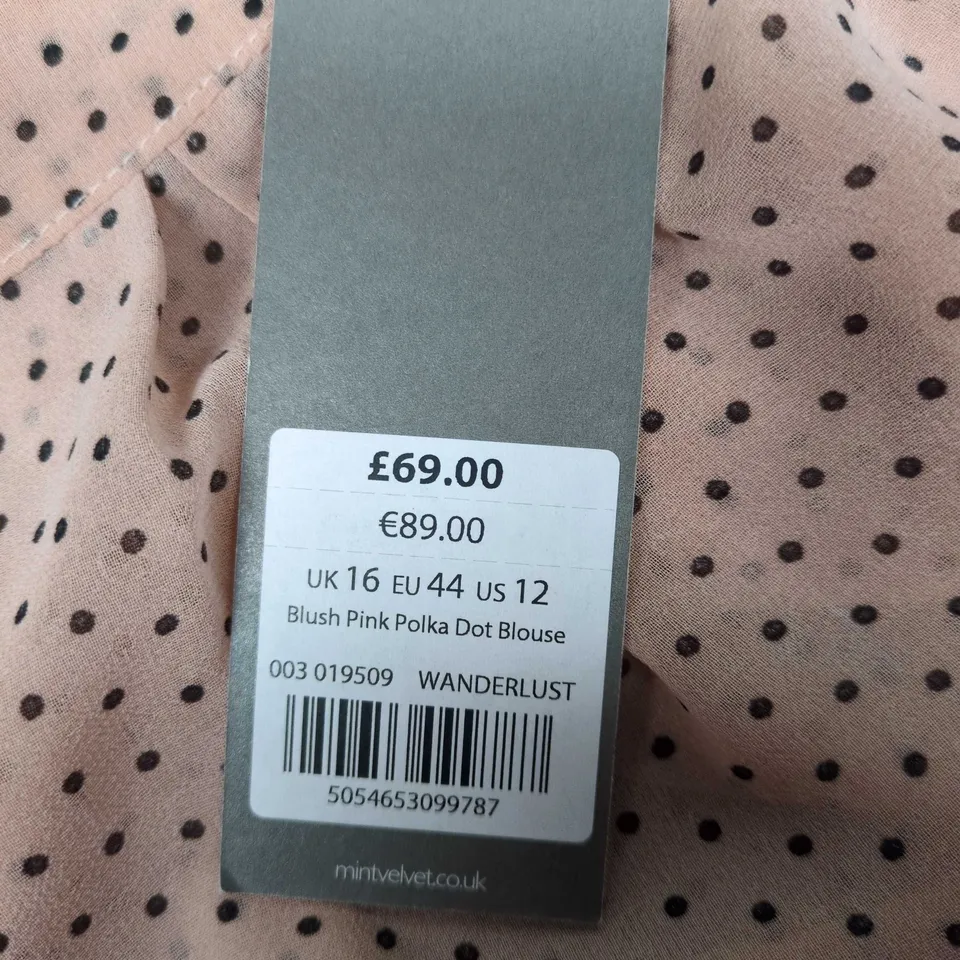 £69.00
€89.00
UK 16 EU 44 US 12
Blush Pink Polka Dot Blouse
003 019509 WANDERLUST
5054653099787
mintvelvet.co.uk